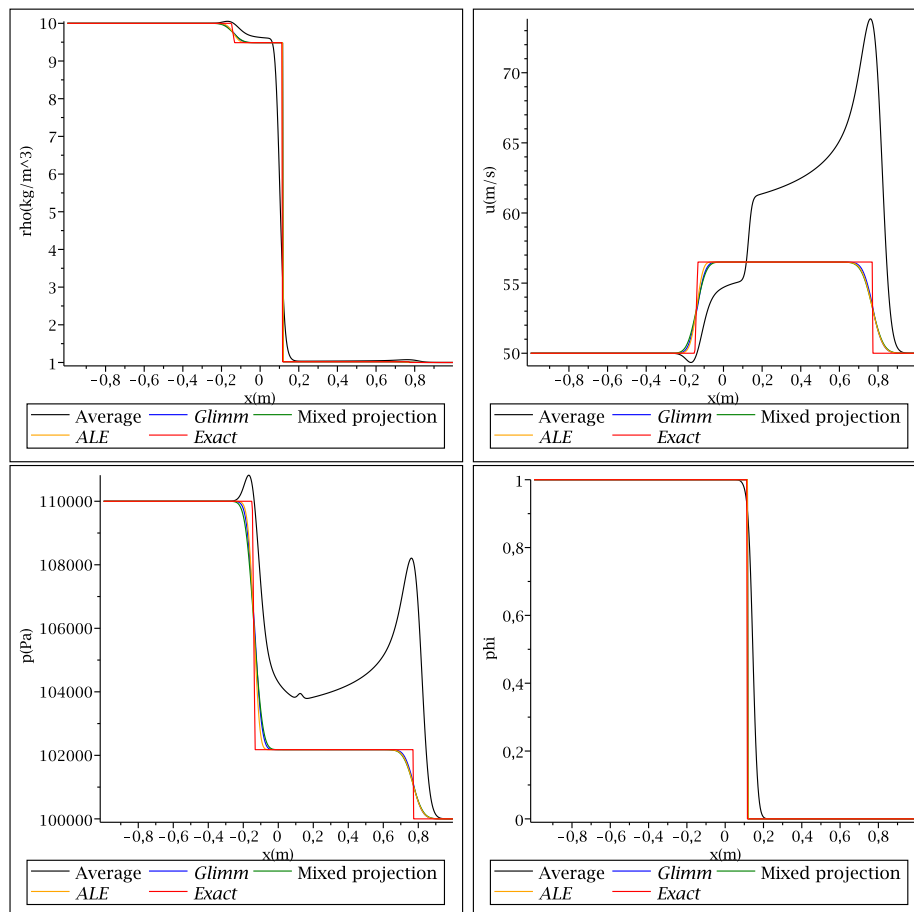 10
9
8
7
6
5
4
3
2
1
rho(kg/m^3)
−0,8 −0,6 −0,4 −0,2 0 0,2 0,4 0,6 0,8
x(m)
Average Glimm Mixed projection
ALE Exact
70
65
60
55
50
u(m/s)
−0,8 −0,6 −0,4 −0,2 0 0,2 0,4 0,6 0,8
x(m)
Average Glimm Mixed projection
ALE Exact
110000
108000
106000
104000
102000
100000
p(Pa)
−0,8 −0,6 −0,4 −0,2 0 0,2 0,4 0,6 0,8
x(m)
Average Glimm Mixed projection
ALE Exact
1
0,8
0,6
0,4
0,2
0
phi
−0,8 −0,6 −0,4 −0,2 0 0,2 0,4 0,6 0,8
x(m)
Average Glimm Mixed projection
ALE Exact